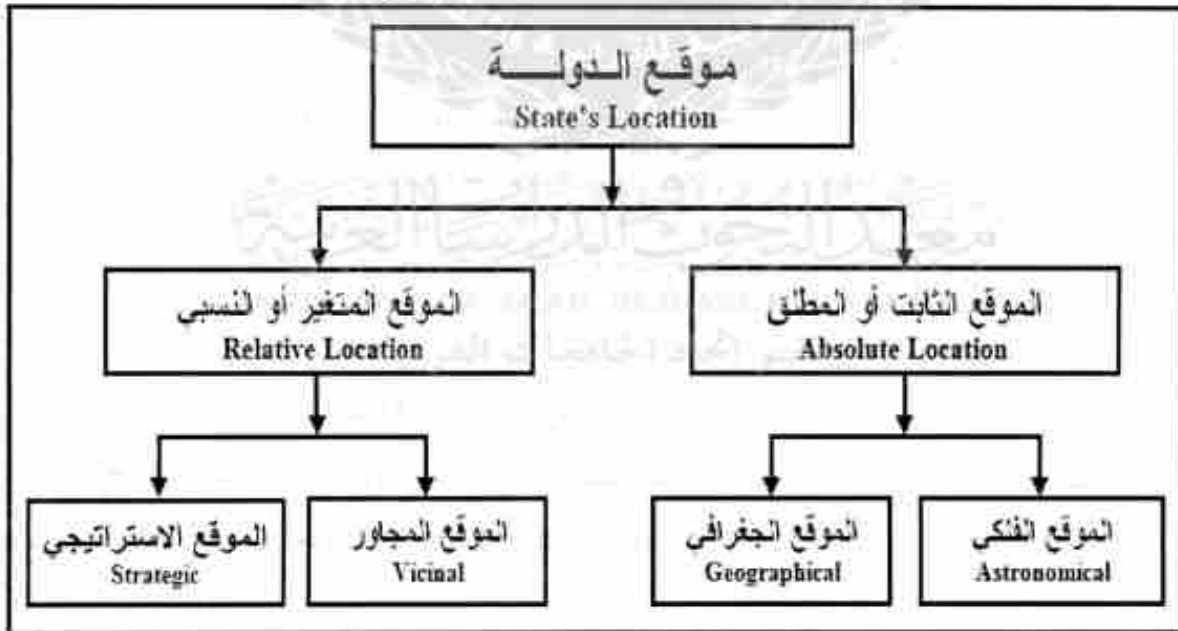 موقع الدولة
State's Location
الموقع الثابت أو المطلق
Absolute Location
الموقع المتغير أو النسبي
Relative Location
الموقع الفلكي
Astronomical
الموقع الجغرافي
Geographical
الموقع المجاور
Vicinal
الموقع الاستراتيجي
Strategic